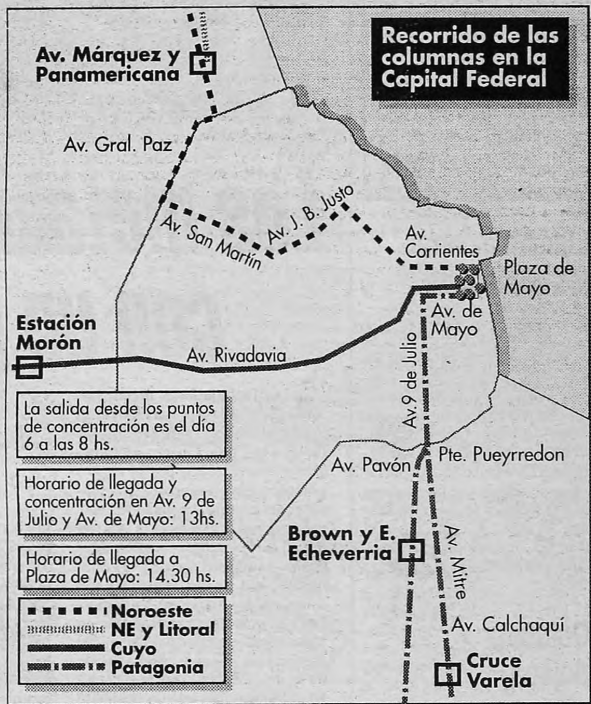 Recorrido de las
columnas en la
Capital Federal
Av. Márquez y
Panamericana
Av. Gral. Paz
Av. San Martín
Av. J. B. Justo
Av.
Corrientes
Plaza de
Mayo
Av. de
Mayo
Estación
Morón
Av. Rivadavia
Av. 9 de Julio
La salida desde los puntos
de concentración es el día
6 a las 8 hs.
Horario de llegada y
concentración en Av. 9 de
Julio y Av. de Mayo: 13hs.
Horario de llegada a
Plaza de Mayo: 14.30 hs.
Av. Pavón
Pte. Pueyrredon
Brown y E.
Echeverria
Av. Mitre
Av. Calchaquí
Cruce
Varela
Noroeste
NE y Litoral
Cuyo
Patagonia